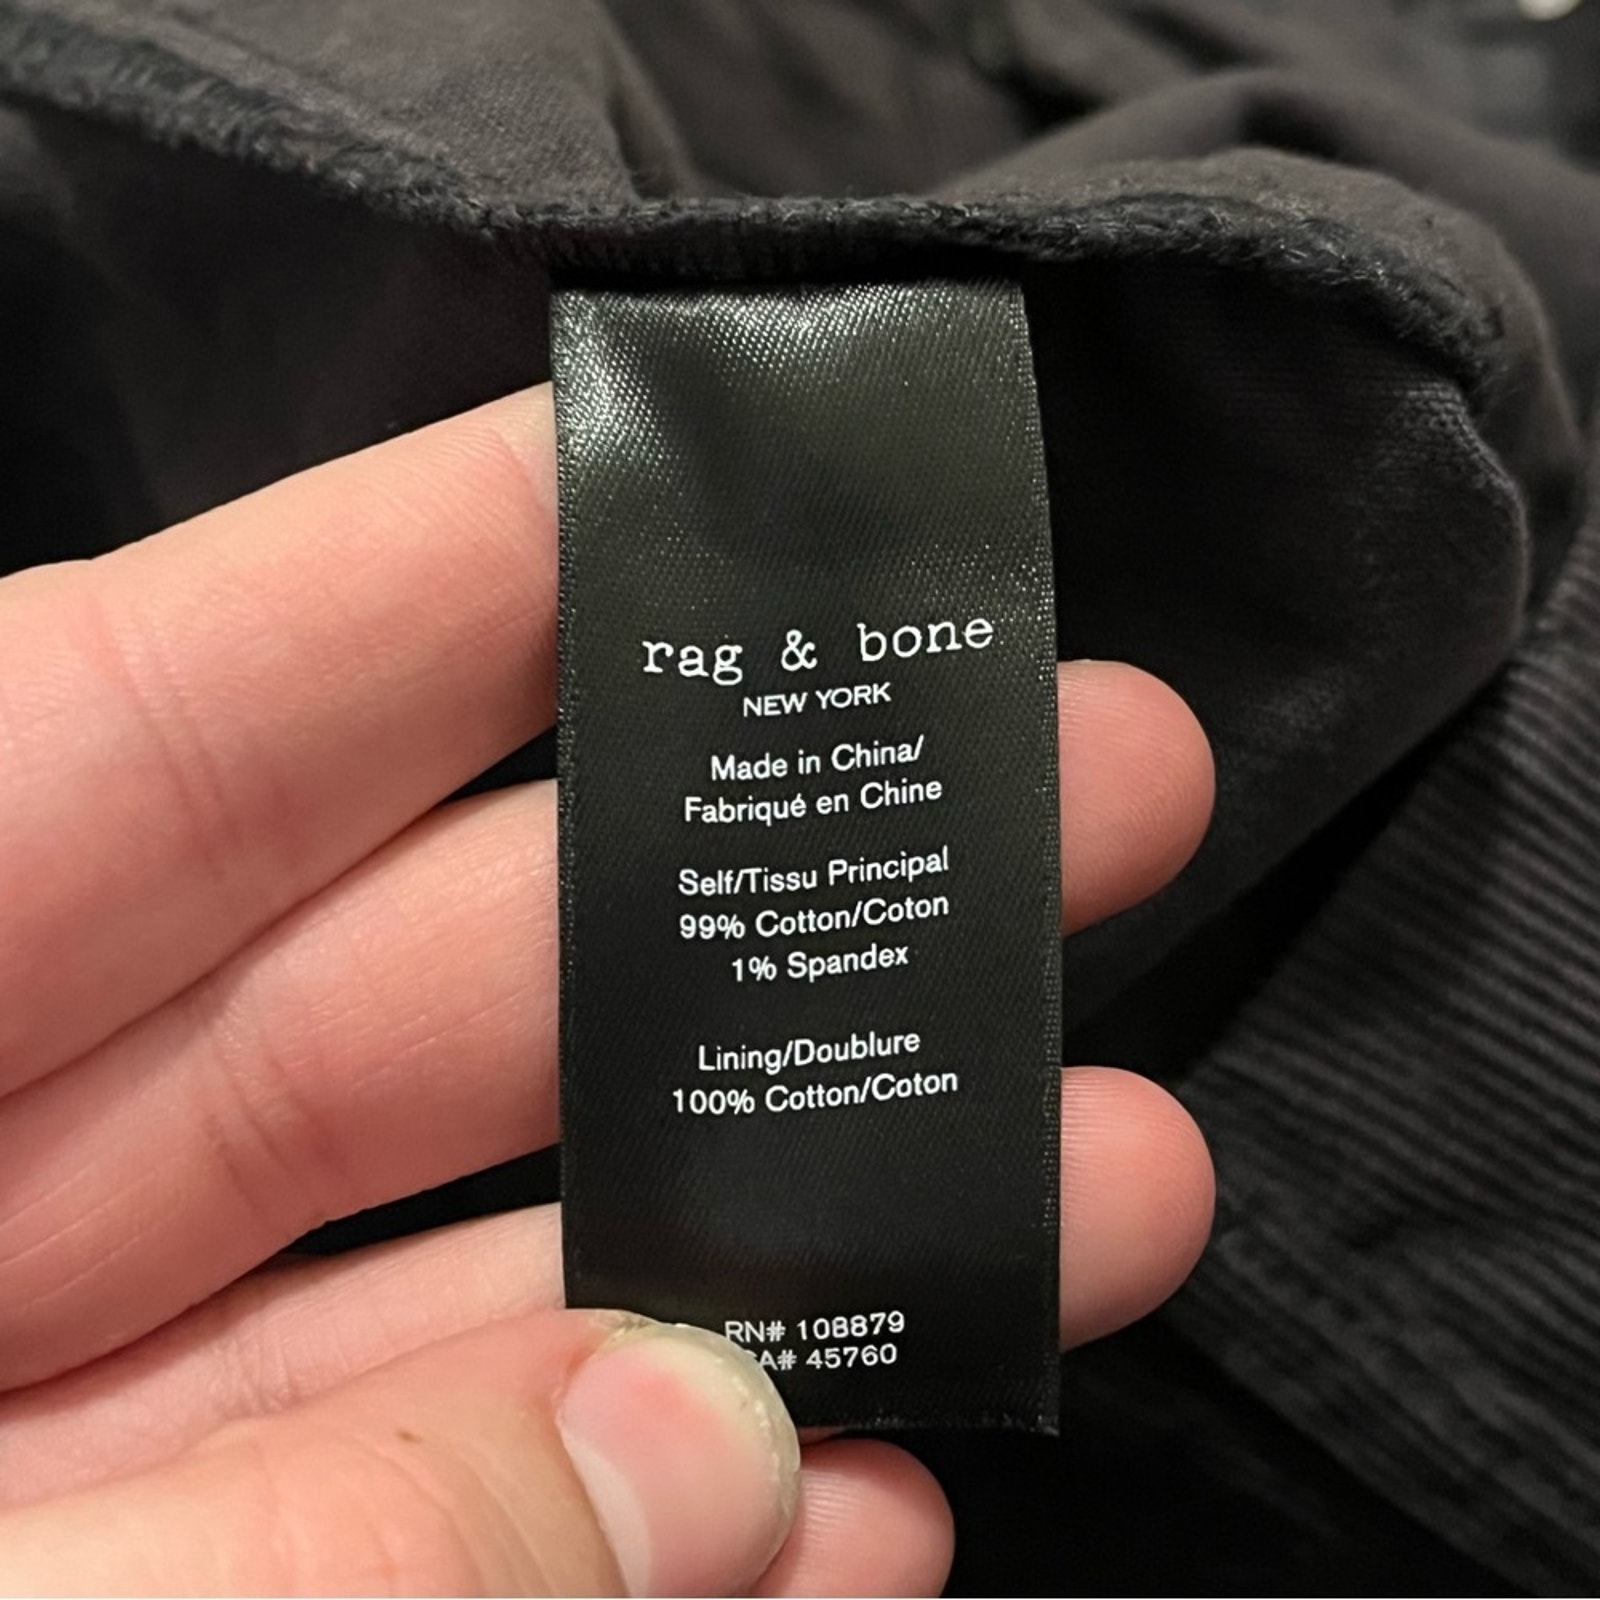 rag & bone
NEW YORK
Made in China/
Fabriqué en Chine
Self/Tissu Principal
99% Cotton/Coton
1% Spandex
Lining/Doublure
100% Cotton/Coton
RN# 108879
A# 45760